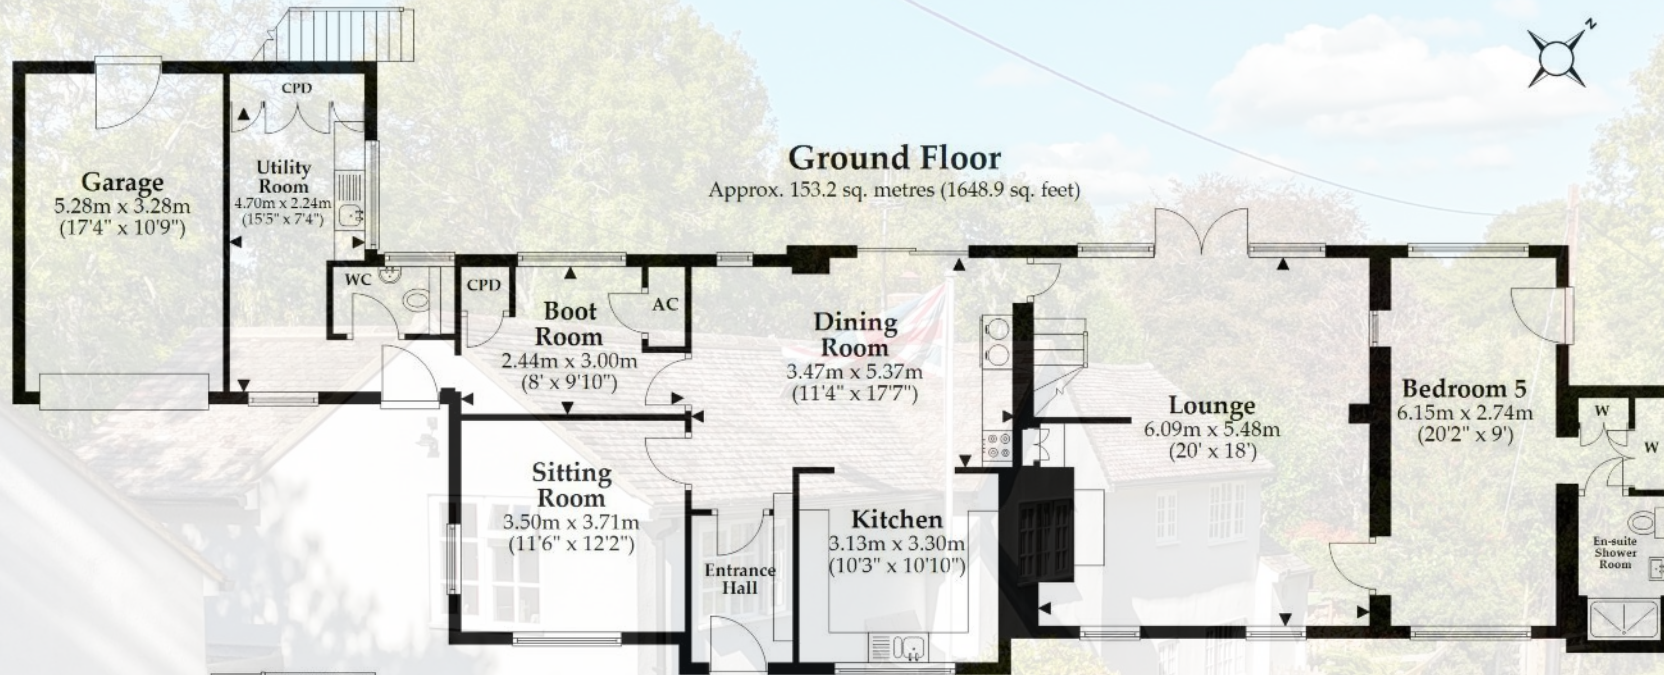 N
Ground Floor
Approx. 153.2 sq. metres (1648.9 sq. feet)
Garage
5.28m x 3.28m
(17'4" x 10'9")
CPD
Utility
Room
4.70m x 2.24m
(15'5" x 7'4")
WC
CPD
Boot
Room
2.44m x 3.00m
(8' x 9'10")
AC
Dining
Room
3.47m x 5.37m
(11'4" x 17'7")
Sitting
Room
3.50m x 3.71m
(11'6" x 12'2")
Entrance
Hall
Kitchen
3.13m x 3.30m
(10'3" x 10'10")
Lounge
6.09m x 5.48m
(20' x 18')
Bedroom 5
6.15m x 2.74m
(20'2" x 9')
W
W
En-suite
Shower
Room